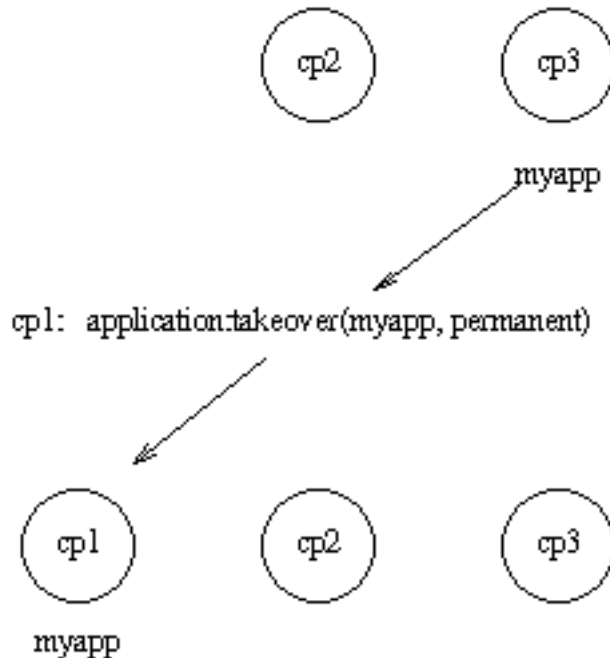 cp2 cp3
myapp
cp1: application:takeover(myapp, permanent)
cp1 cp2 cp3
myapp